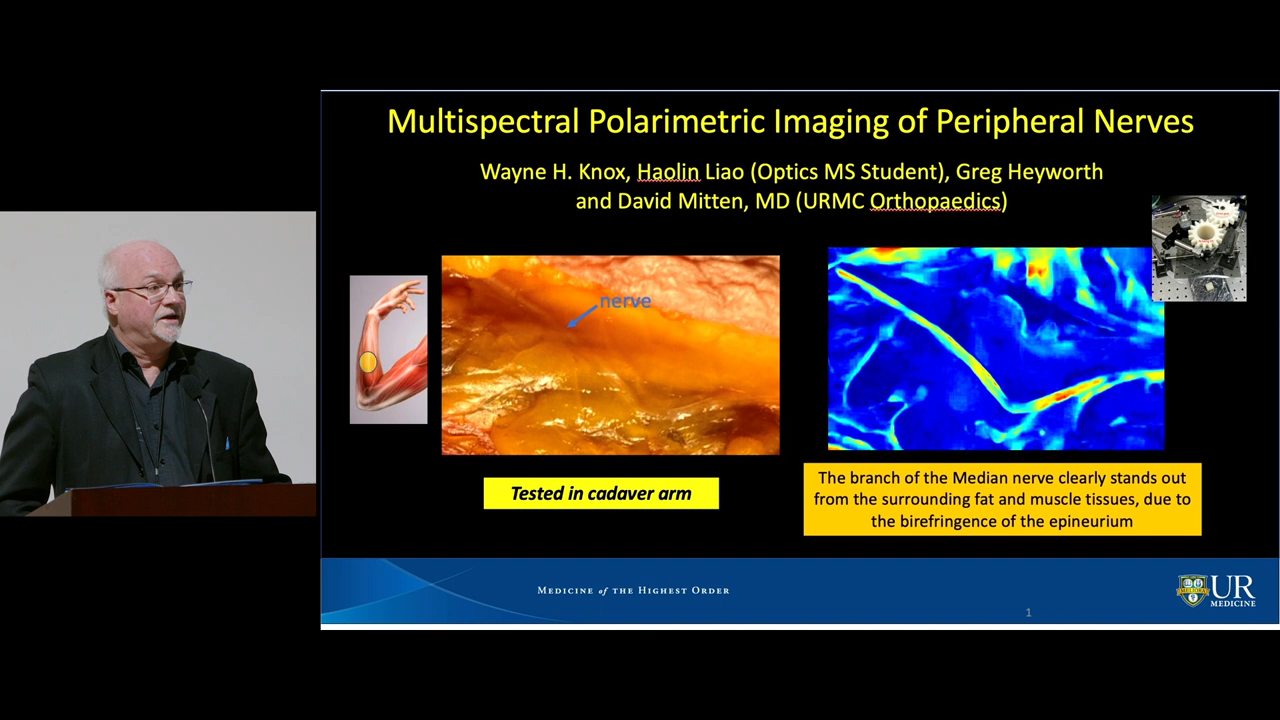 Multispectral Polarimetric Imaging of Peripheral Nerves
Wayne H. Knox, Haolin Liao (Optics MS Student), Greg Heyworth
and David Mitten, MD (URMC Orthopaedics)
nerve
Tested in cadaver arm
The branch of the Median nerve clearly stands out
from the surrounding fat and muscle tissues, due to
the birefringence of the epineurium
MEDICINE of THE HIGHEST ORDER
MELIORA
UR
MEDICINE
1